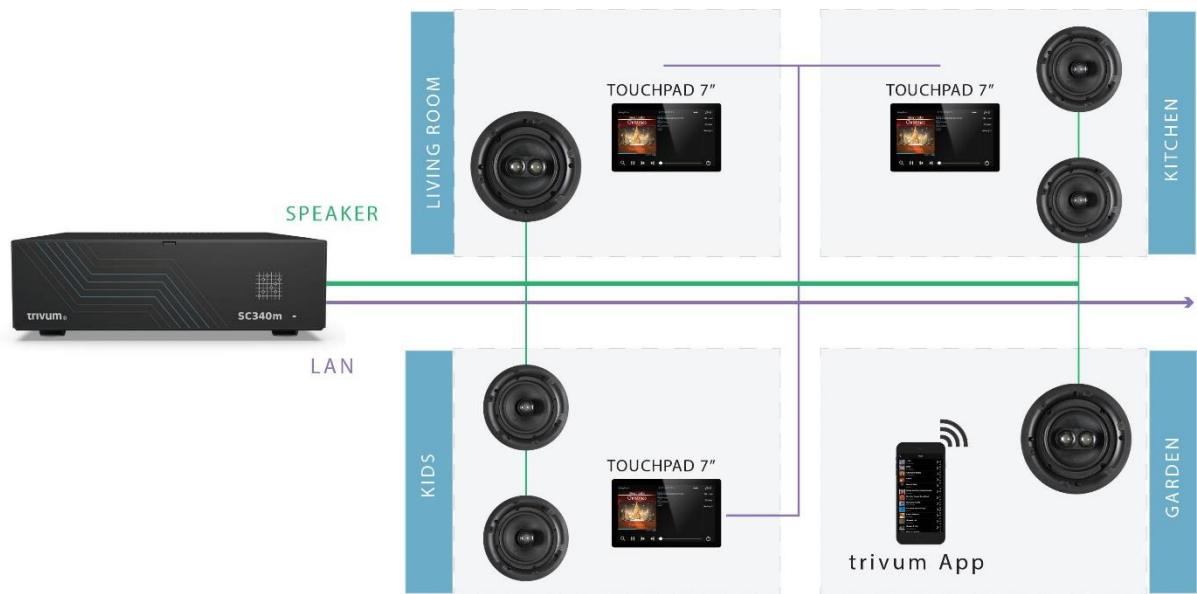 LIVING ROOM
TOUCHPAD 7”
TOUCHPAD 7”
KITCHEN
SPEAKER
trivum
SC340m
LAN
KIDS
TOUCHPAD 7”
trivum App
GARDEN